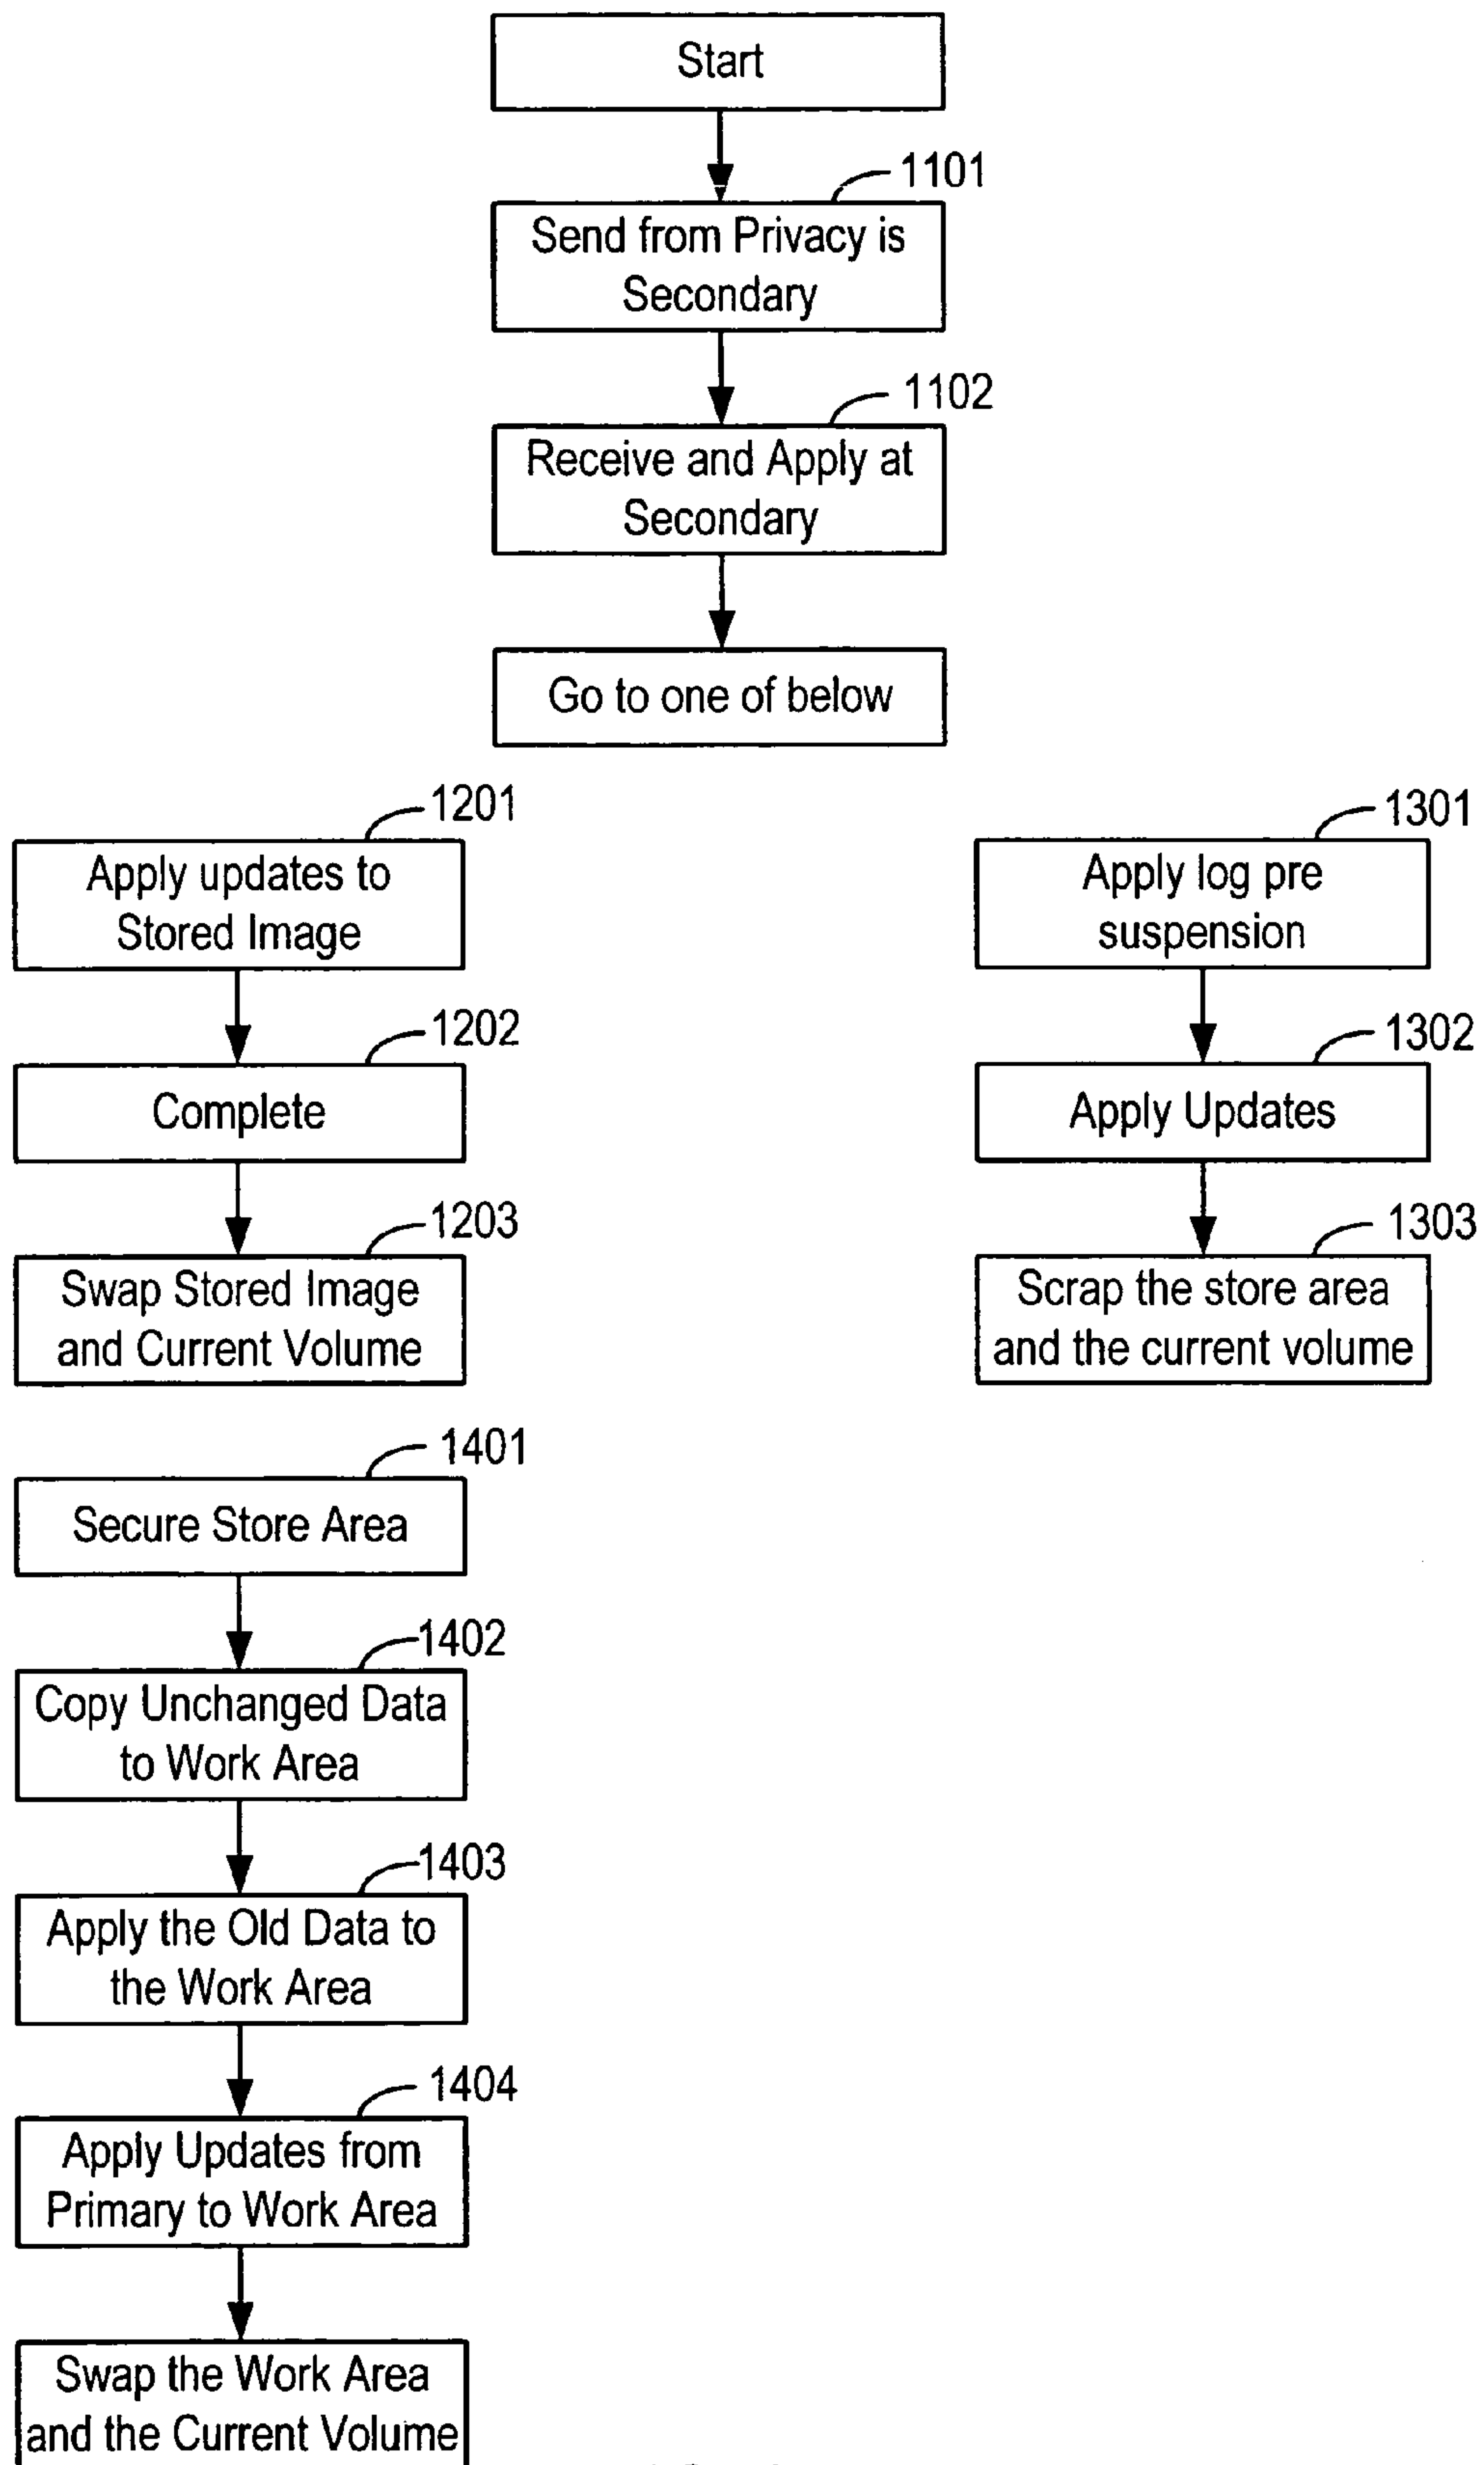 Start
1101
Send from Privacy is
Secondary
1102
Receive and Apply at
Secondary
Go to one of below
1201
Apply updates to
Stored Image
1202
Complete
1203
Swap Stored Image
and Current Volume
1301
Apply log pre
suspension
1302
Apply Updates
1303
Scrap the store area
and the current volume
1401
Secure Store Area
1402
Copy Unchanged Data
to Work Area
1403
Apply the Old Data to
the Work Area
1404
Apply Updates from
Primary to Work Area
Swap the Work Area
and the Current Volume